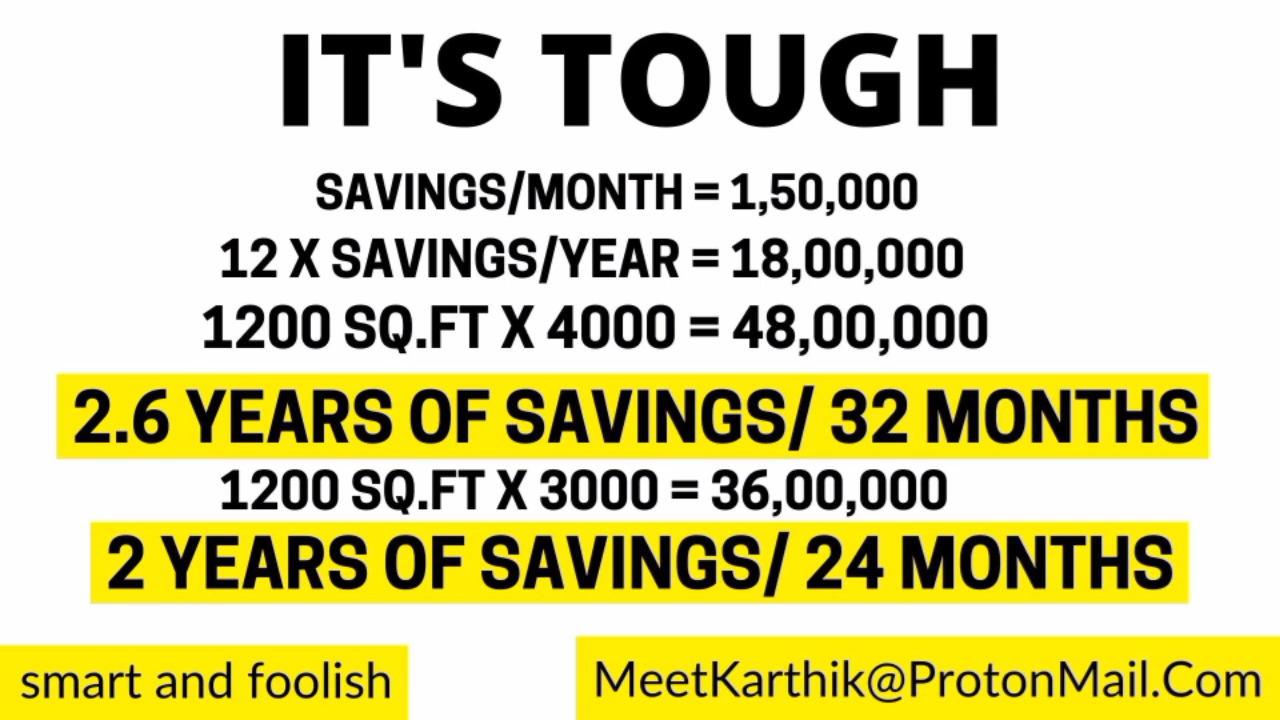 IT'S TOUGH
SAVINGS/MONTH = 1,50,000
12 X SAVINGS/YEAR = 18,00,000
1200 SQ.FT X 4000 = 48,00,000
2.6 YEARS OF SAVINGS/ 32 MONTHS
1200 SQ.FT X 3000 = 36,00,000
2 YEARS OF SAVINGS/ 24 MONTHS
smart and foolish
MeetKarthik@ProtonMail.Com